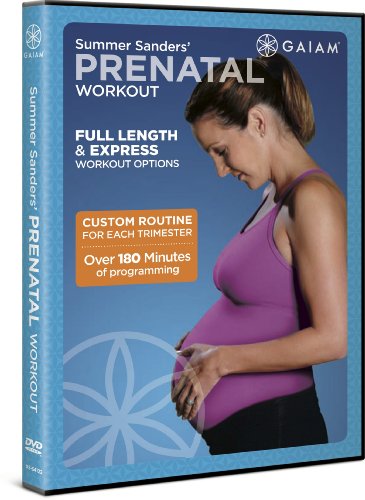 Summer Sanders'
PRENATAL
WORKOUT
GAIAM®
FULL LENGTH
& EXPRESS
WORKOUT OPTIONS
CUSTOM ROUTINE
FOR EACH TRIMESTER
Over 180 Minutes
of programming
Summer Sanders' PRENATAL WORKOUT
DVD